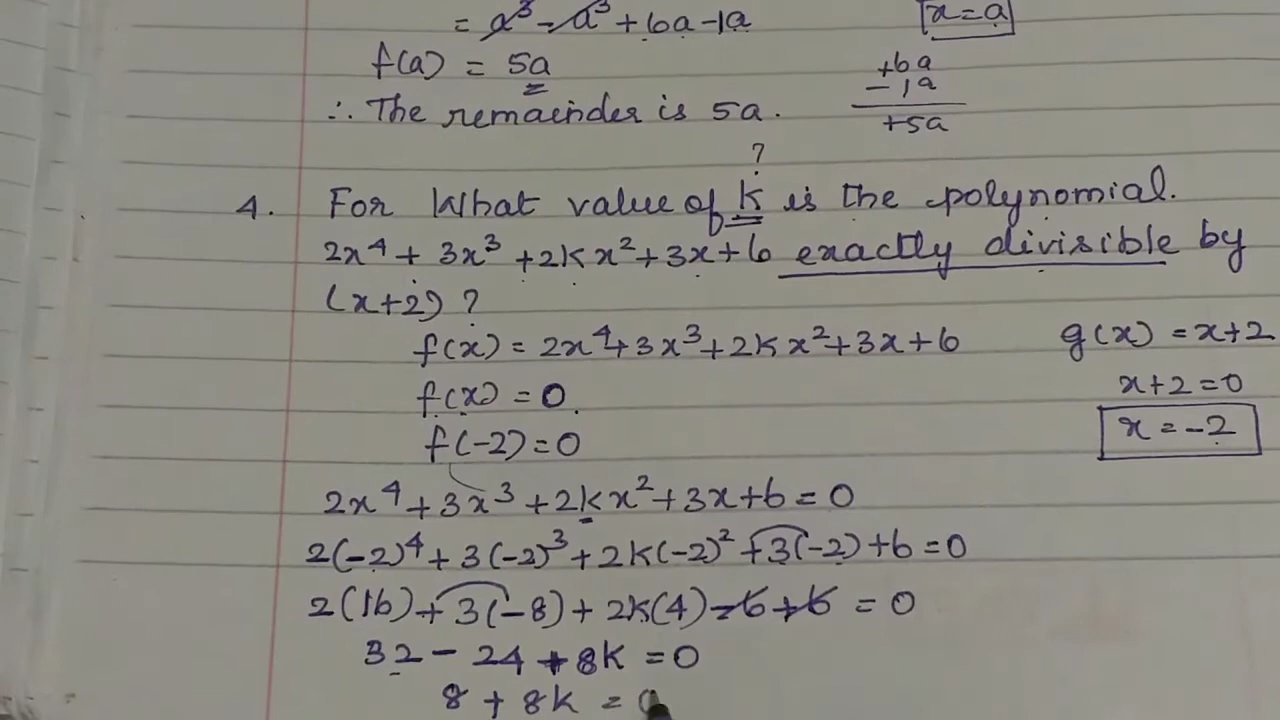 = a³ - a³ + 6a - 1a
x = a
f(a) = 5a
+6a
- 1a
+5a
∴ The remainder is 5a.
?
4. For What value of k is the polynomial.
2x⁴ + 3x³ + 2kx² + 3x + 6 exactly divisible by
(x+2) ?
f(x) = 2x⁴ + 3x³ + 2kx² + 3x + 6
g(x) = x+2
f(x) = 0.
x+2 = 0
f(-2) = 0
x = -2
2x⁴ + 3x³ + 2kx² + 3x + 6 = 0
2(-2)⁴ + 3(-2)³ + 2k(-2)² + 3(-2) + 6 = 0
2(16) + 3(-8) + 2k(4) - 6 + 6 = 0
32 - 24 + 8k = 0
8 + 8k =